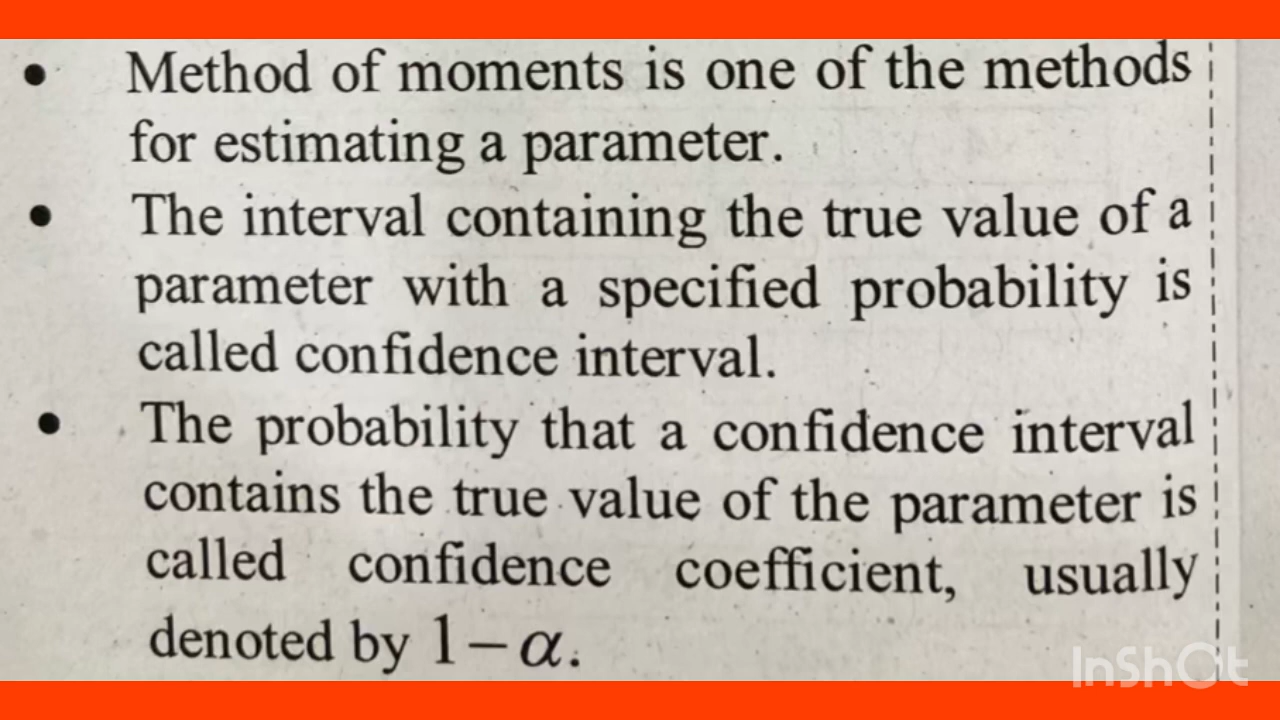 • Method of moments is one of the methods
for estimating a parameter.
• The interval containing the true value of a
parameter with a specified probability is
called confidence interval.
• The probability that a confidence interval
contains the true value of the parameter is
called confidence coefficient, usually
denoted by 1−α.
InShOt